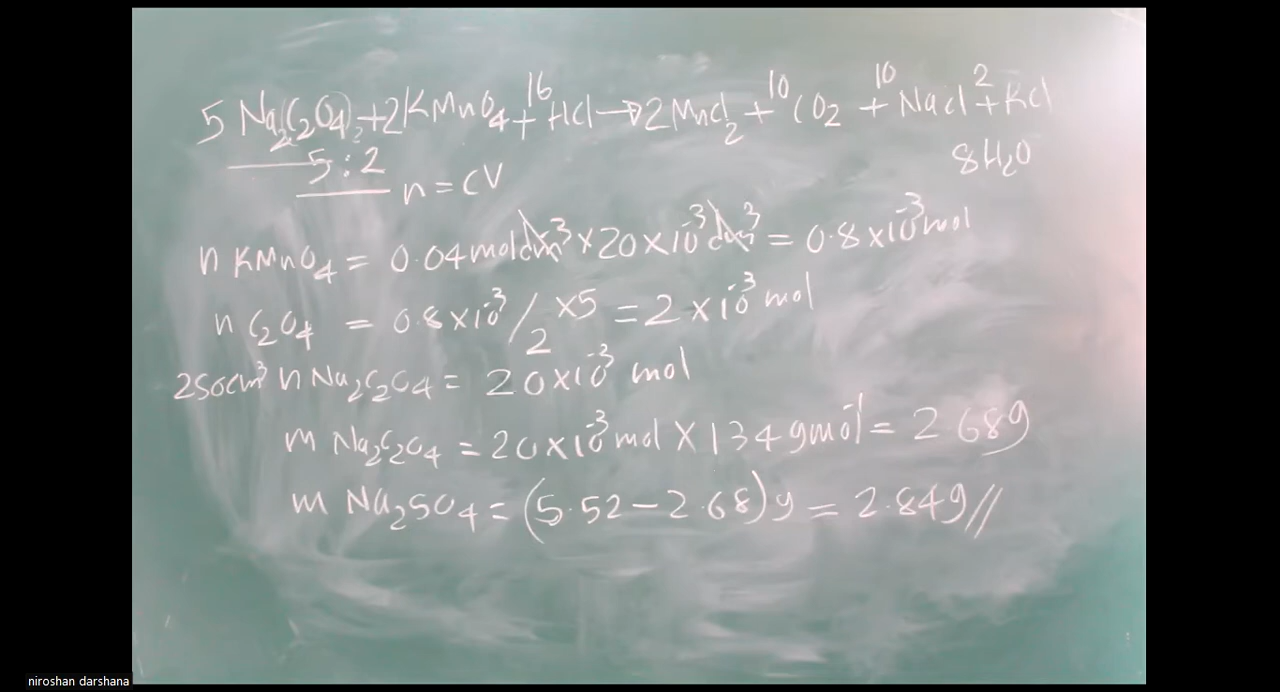 5 Na₂C₂O₄)₂ + 2KMnO₄ + 16 HCl → 2MnCl₂ + 10 CO₂ + 10 NaCl + 2 KCl
8H₂O
5:2
n = CV
n KMnO₄ = 0.04 mol dm⁻³ × 20 × 10⁻³ dm³ = 0.8 × 10⁻³ mol
n C₂O₄ = 0.8 × 10⁻³ / 2 × 5 = 2 × 10⁻³ mol
250cm³ n Na₂C₂O₄ = 20 × 10⁻³ mol
m Na₂C₂O₄ = 20 × 10⁻³ mol × 134 gmol⁻¹ = 2 68g
m Na₂SO₄ = (5.52 – 2.68)g = 2.84g//
niroshan darshana